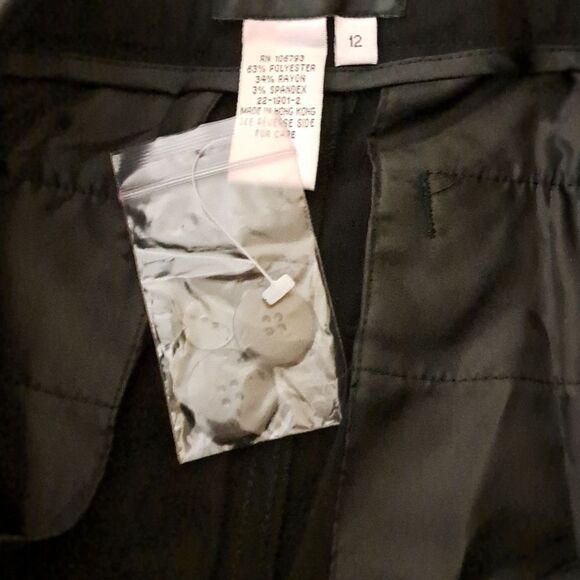 RN 106793
63% POLYESTER
34% RAYON
3% SPANDEX
22-1901-2
MADE IN HONG KONG
SEE REVERSE SIDE
FOR CARE
12